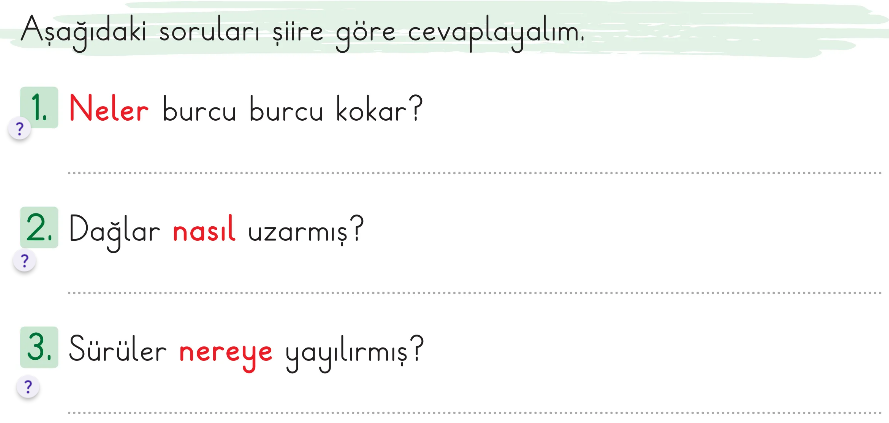 Aşağıdaki soruları şiire göre cevaplayalım.
1. Neler burcu burcu kokar?
?
2. Dağlar nasıl uzarmış?
?
3. Sürüler nereye yayılırmış?
?